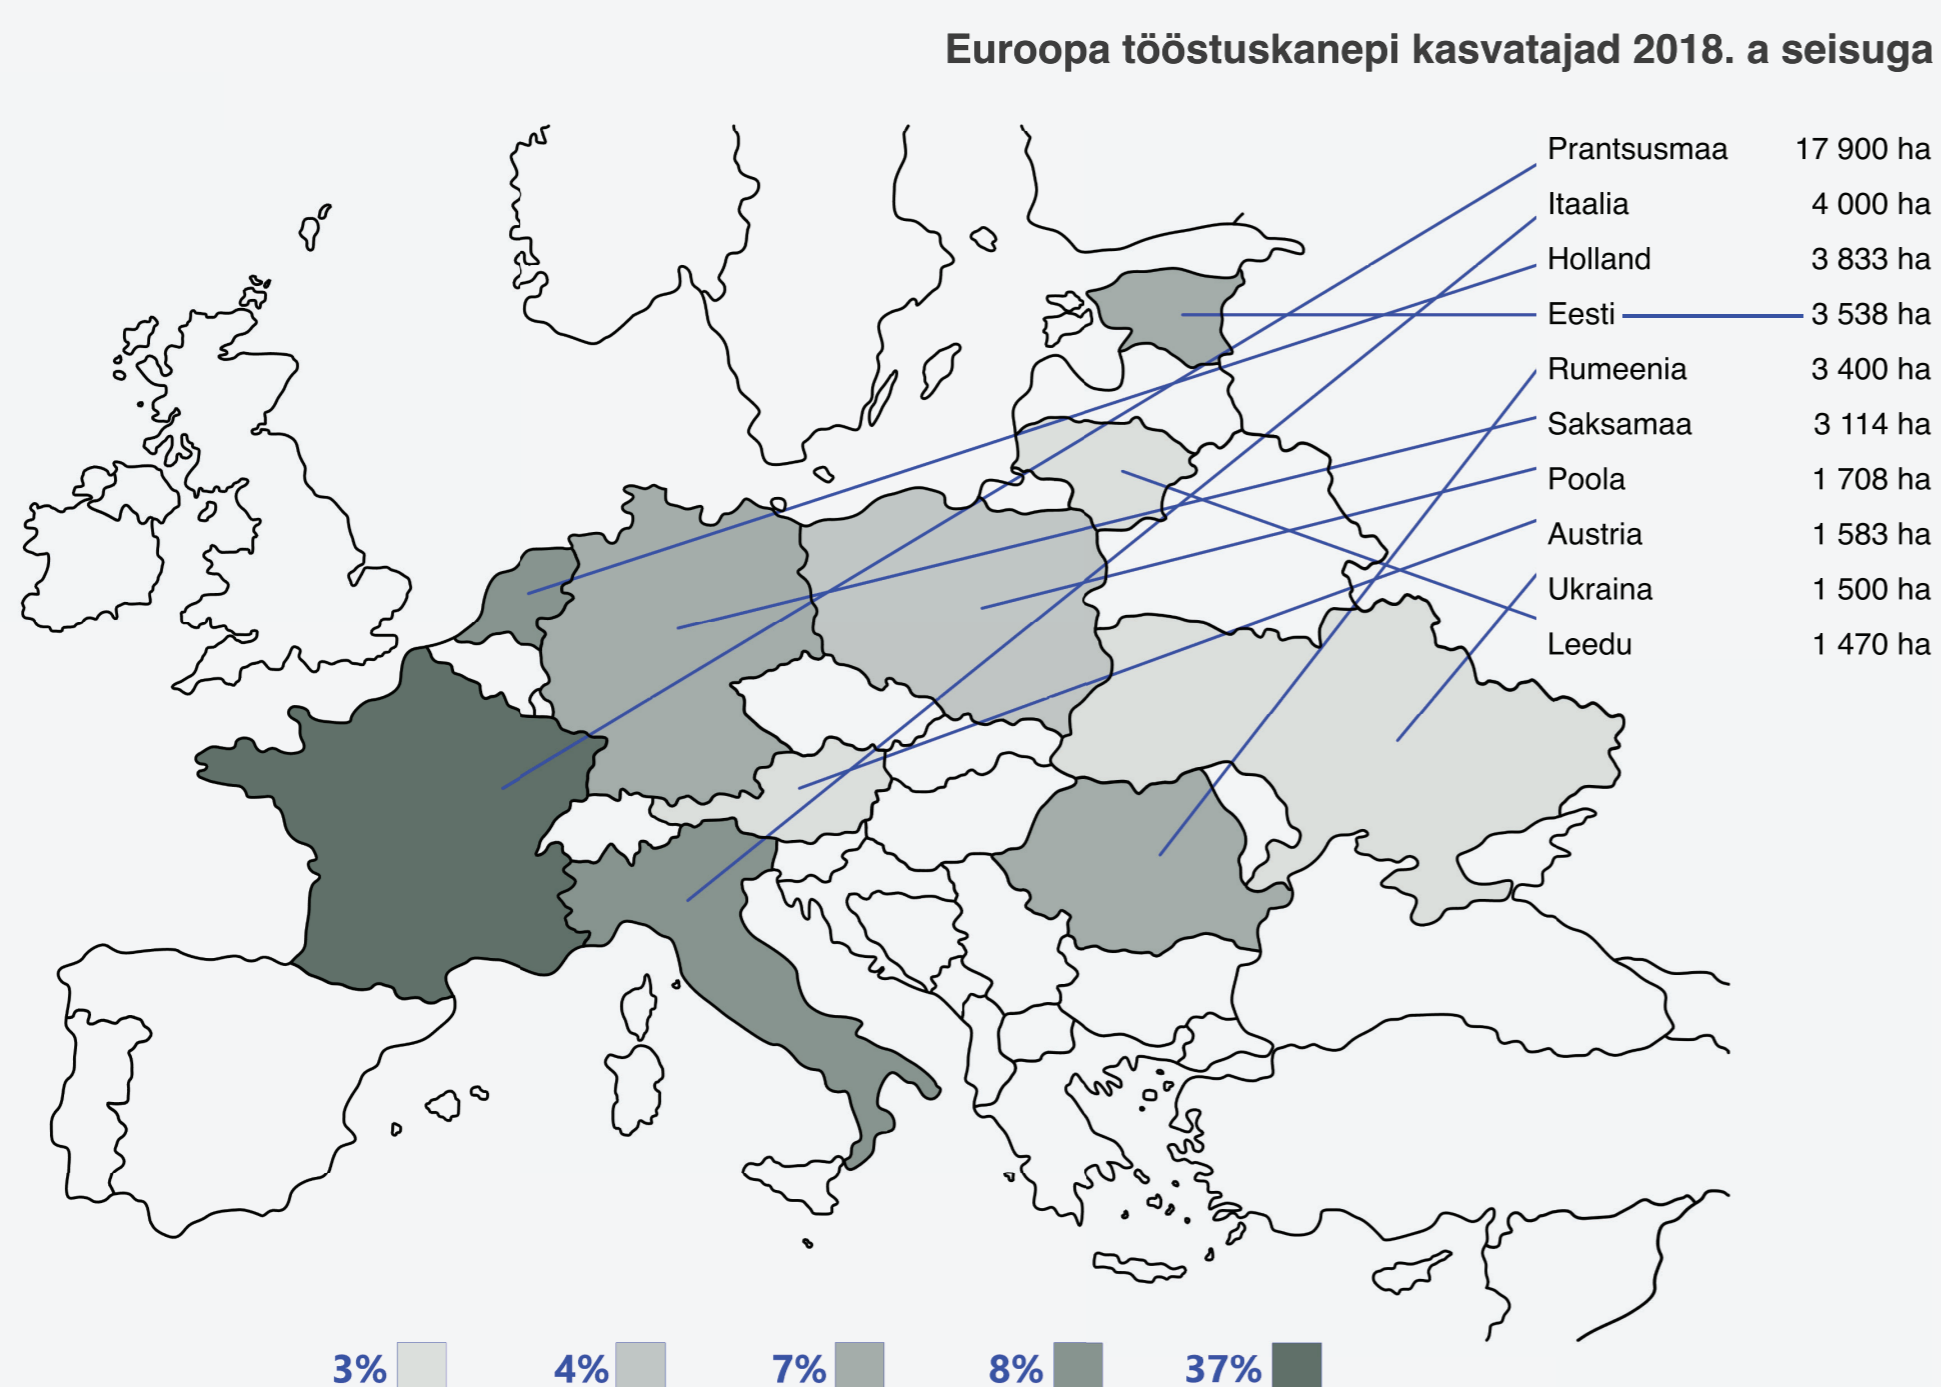 Euroopa tööstuskanepi kasvatajad 2018. a seisuga
Prantsusmaa 17 900 ha
Itaalia 4 000 ha
Holland 3 833 ha
Eesti 3 538 ha
Rumeenia 3 400 ha
Saksamaa 3 114 ha
Poola 1 708 ha
Austria 1 583 ha
Ukraina 1 500 ha
Leedu 1 470 ha
3% 4% 7% 8% 37%